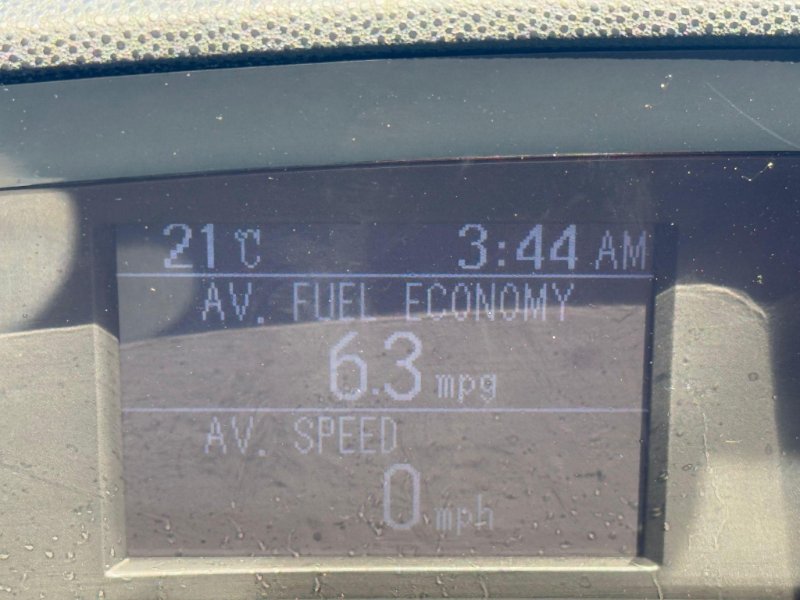 21 ℃ 3:44 AM
AV. FUEL ECONOMY
6.3 mpg
AV. SPEED
0 mph